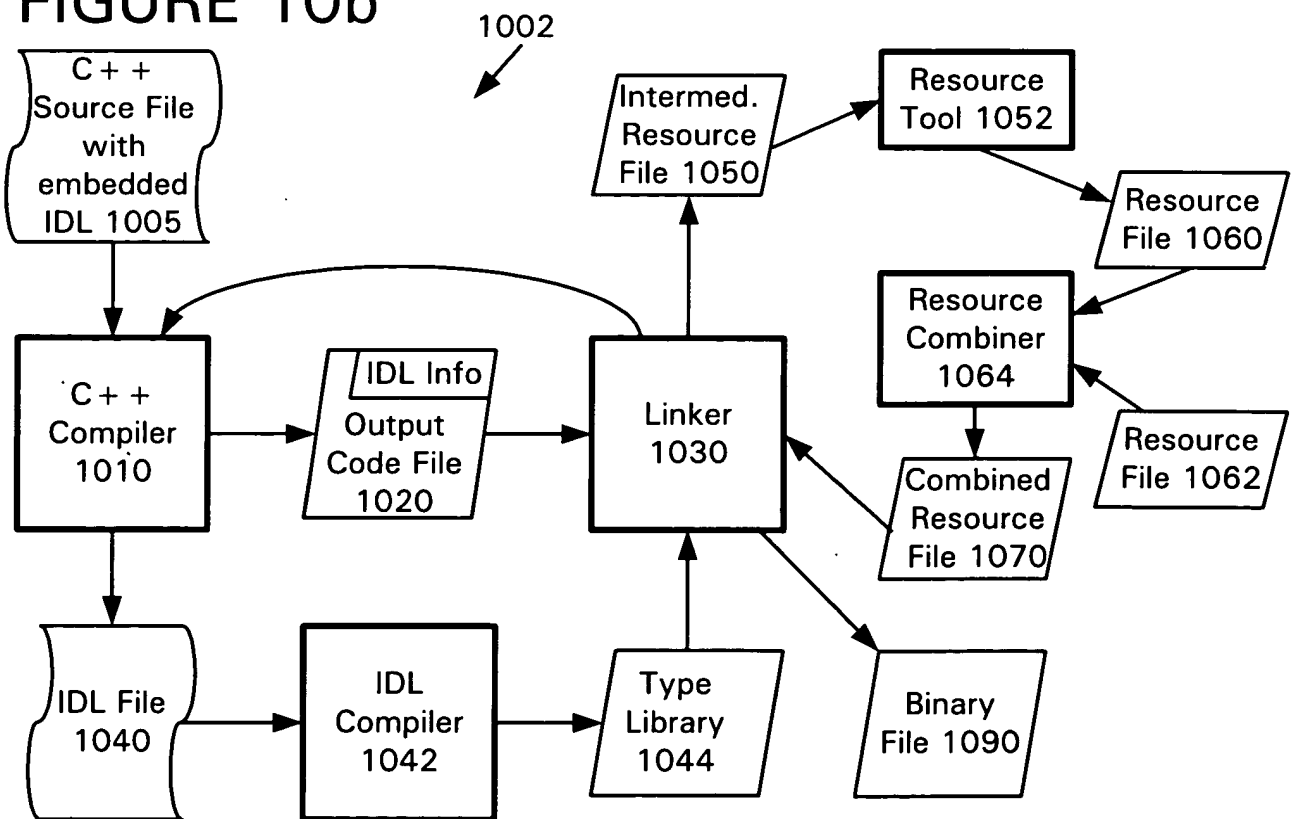 FIGURE 10b
1002
C++
Source File
with
embedded
IDL 1005
Intermed.
Resource
File 1050
Resource
Tool 1052
Resource
File 1060
Resource
Combiner
1064
Resource
File 1062
C++
Compiler
1010
IDL Info
Output
Code File
1020
Linker
1030
Combined
Resource
File 1070
IDL File
1040
IDL
Compiler
1042
Type
Library
1044
Binary
File 1090